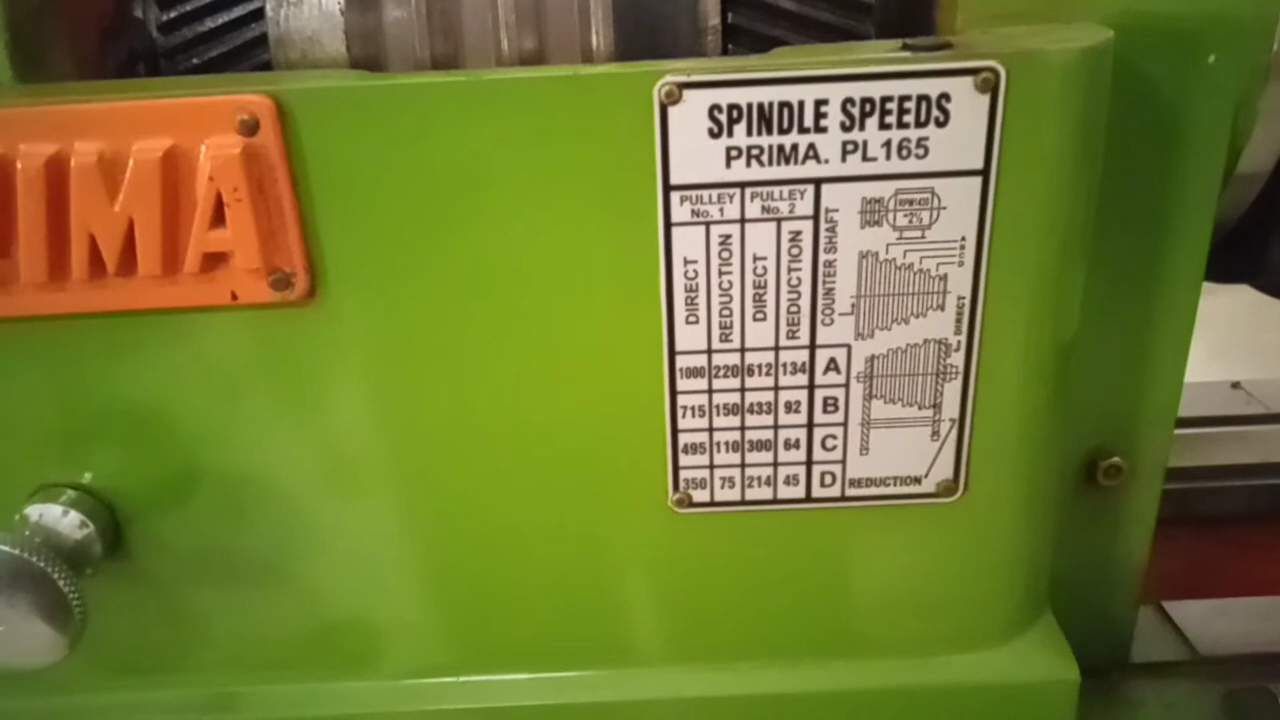 IMA
SPINDLE SPEEDS
PRIMA. PL165
PULLEY No. 1 PULLEY No. 2
DIRECT REDUCTION DIRECT REDUCTION COUNTER SHAFT
1000 220 612 134 A
715 150 433 92 B
495 110 300 64 C
350 75 214 45 D
RPM1430
A
B
C
D
DIRECT
REDUCTION